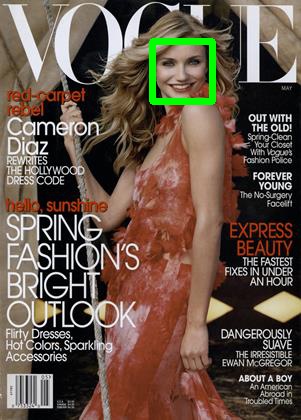 VOGUE
MAY
red-carpet
rebel
Cameron
Diaz
REWRITES
THE HOLLYWOOD
DRESS CODE
hello, sunshine
SPRING
FASHION'S
BRIGHT
OUTLOOK
Flirty Dresses,
Hot Colors, Sparkling
Accessories
OUT WITH
THE OLD!
Spring-Clean
Your Closet
With Vogue's
Fashion Police
FOREVER
YOUNG
The No-Surgery
Facelift
EXPRESS
BEAUTY
THE FASTEST
FIXES IN UNDER
AN HOUR
DANGEROUSLY
SUAVE
THE IRRESISTIBLE
EWAN McGREGOR
ABOUT A BOY
An American
Abroad in
Troubled Times